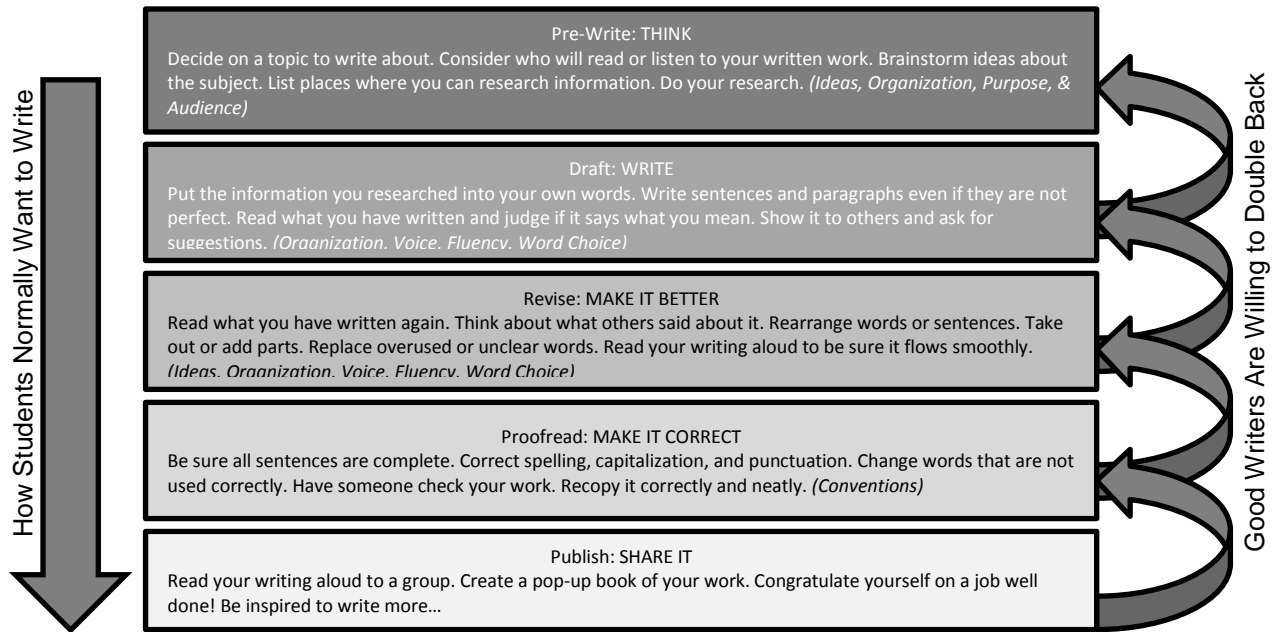 How Students Normally Want to Write
Pre-Write: THINK
Decide on a topic to write about. Consider who will read or listen to your written work. Brainstorm ideas about
the subject. List places where you can research information. Do your research. (Ideas, Organization, Purpose, &
Audience)
Draft: WRITE
Put the information you researched into your own words. Write sentences and paragraphs even if they are not
perfect. Read what you have written and judge if it says what you mean. Show it to others and ask for
suggestions. (Organization, Voice, Fluency, Word Choice)
Revise: MAKE IT BETTER
Read what you have written again. Think about what others said about it. Rearrange words or sentences. Take
out or add parts. Replace overused or unclear words. Read your writing aloud to be sure it flows smoothly.
(Ideas, Organization, Voice, Fluency, Word Choice)
Proofread: MAKE IT CORRECT
Be sure all sentences are complete. Correct spelling, capitalization, and punctuation. Change words that are not
used correctly. Have someone check your work. Recopy it correctly and neatly. (Conventions)
Publish: SHARE IT
Read your writing aloud to a group. Create a pop-up book of your work. Congratulate yourself on a job well
done! Be inspired to write more…
Good Writers Are Willing to Double Back